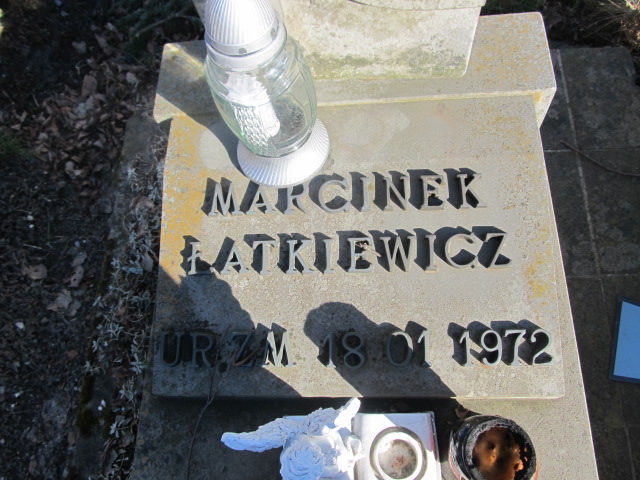 MARCINEK
ŁATKIEWICZ
UR.ZM. 18 01 1972